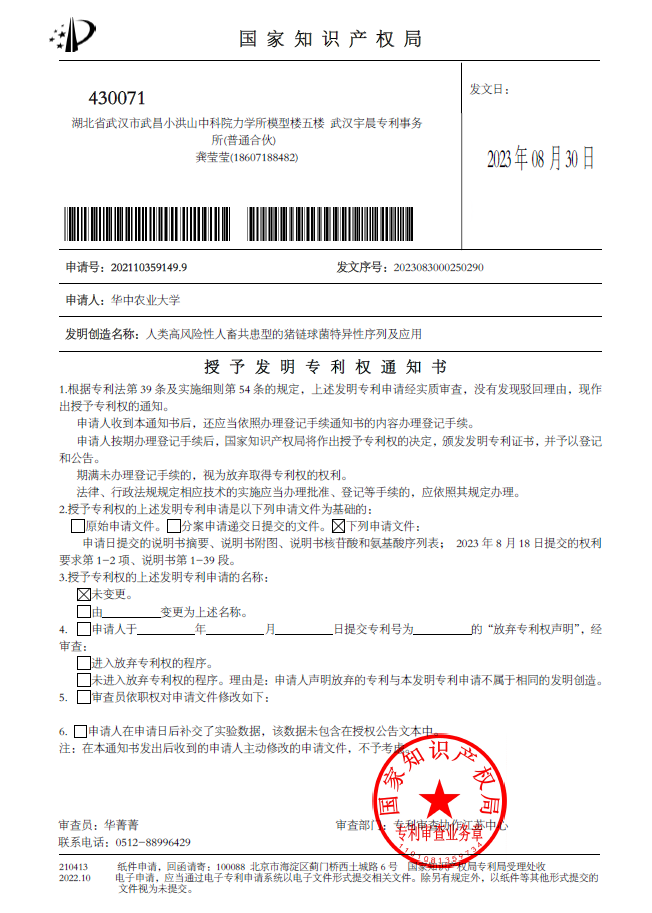 国家知识产权局
430071
湖北省武汉市武昌小洪山中科院力学所模型楼五楼 武汉宇晨专利事务
所(普通合伙)
龚莹莹(18607188482)
发文日：
2023 年 08 月 30 日
申请号：202110359149.9
发文序号：2023083000250290
申请人：华中农业大学
发明创造名称：人类高风险性人畜共患型的猪链球菌特异性序列及应用
授予发明专利权通知书
1.根据专利法第 39 条及实施细则第 54 条的规定，上述发明专利申请经实质审查，没有发现驳回理由，现作
出授予专利权的通知。
申请人收到本通知书后，还应当依照办理登记手续通知书的内容办理登记手续。
申请人按期办理登记手续后，国家知识产权局将作出授予专利权的决定，颁发发明专利证书，并予以登记
和公告。
期满未办理登记手续的，视为放弃取得专利权的权利。
法律、行政法规规定相应技术的实施应当办理批准、登记等手续的，应依照其规定办理。
2.授予专利权的上述发明专利申请是以下列申请文件为基础的：
□原始申请文件。□分案申请递交日提交的文件。☒下列申请文件：
申请日提交的说明书摘要、说明书附图、说明书核苷酸和氨基酸序列表； 2023 年 8 月 18 日提交的权利
要求第 1-2 项、说明书第 1-39 段。
3.授予专利权的上述发明专利申请的名称：
☒未变更。
□由________变更为上述名称。
4. □申请人于________年________月________日提交专利号为________的“放弃专利权声明”，经
审查：
□进入放弃专利权的程序。
□未进入放弃专利权的程序。理由是：申请人声明放弃的专利与本发明专利申请不属于相同的发明创造。
5. □审查员依职权对申请文件修改如下：
6. □申请人在申请日后补交了实验数据，该数据未包含在授权公告文本中。
注：在本通知书发出后收到的申请人主动修改的申请文件，不予考虑。
国家知识产权局
审查员：华菁菁
审查部门：专利审查协作江苏中心
专利审查业务章
联系电话：0512-88996429
210413 纸件申请，回函请寄：100088 北京市海淀区蓟门桥西土城路 6 号 国家知识产权局专利局受理处收
2022.10 电子申请，应当通过电子专利申请系统以电子文件形式提交相关文件。除另有规定外，以纸件等其他形式提交的
文件视为未提交。